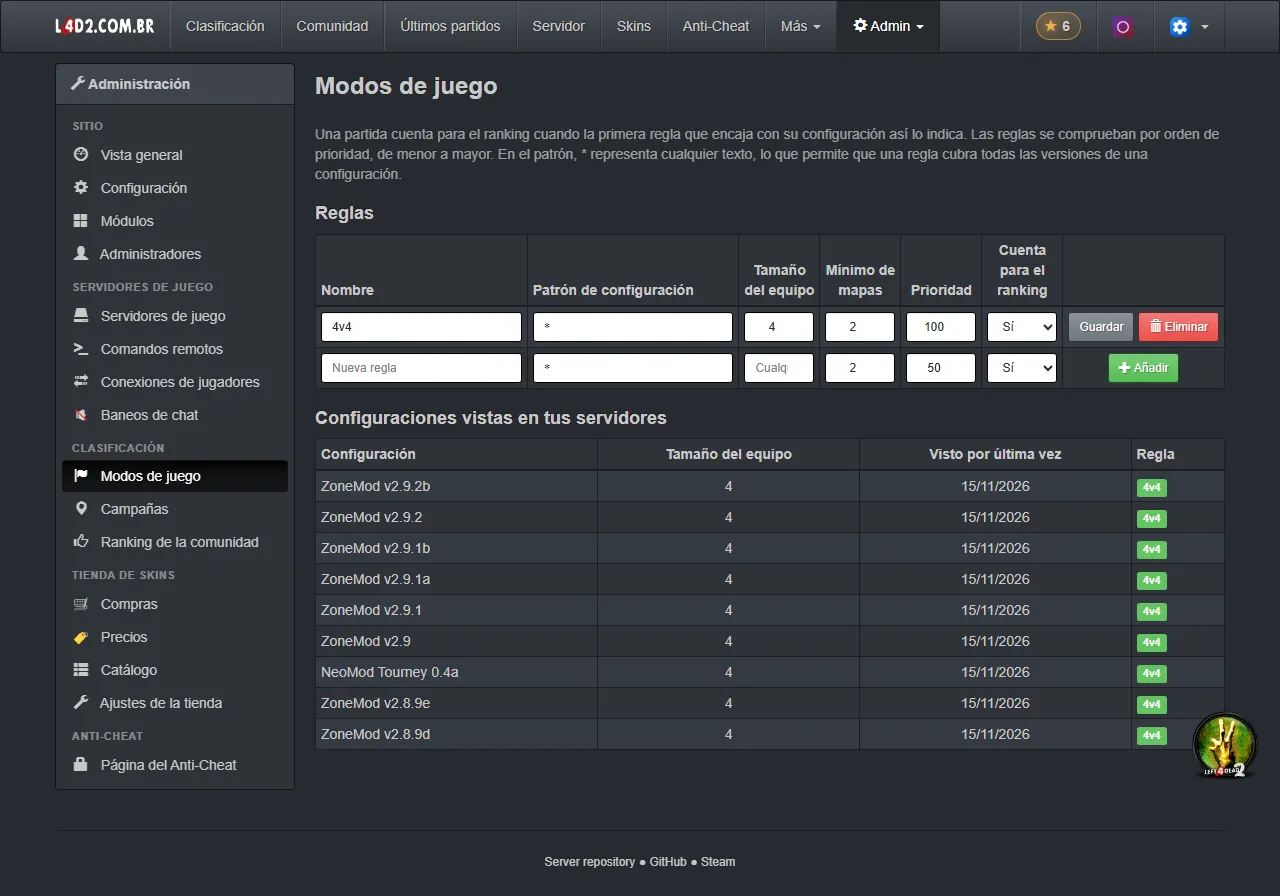 L4D2.COM.BR
Clasificación
Comunidad
Últimos partidos
Servidor
Skins
Anti-Cheat
Más
Admin
6
Administración
SITIO
Vista general
Configuración
Módulos
Administradores
SERVIDORES DE JUEGO
Servidores de juego
Comandos remotos
Conexiones de jugadores
Baneos de chat
CLASIFICACIÓN
Modos de juego
Campañas
Ranking de la comunidad
TIENDA DE SKINS
Compras
Precios
Catálogo
Ajustes de la tienda
ANTI-CHEAT
Página del Anti-Cheat
Modos de juego
Una partida cuenta para el ranking cuando la primera regla que encaja con su configuración así lo indica. Las reglas se comprueban por orden de
prioridad, de menor a mayor. En el patrón, * representa cualquier texto, lo que permite que una regla cubra todas las versiones de una
configuración.
Reglas
Nombre Patrón de configuración Tamaño del equipo Mínimo de mapas Prioridad Cuenta para el ranking
4v4 * 4 2 100 Sí Guardar Eliminar
Nueva regla * Cualq 2 50 Sí Añadir
Configuraciones vistas en tus servidores
Configuración Tamaño del equipo Visto por última vez Regla
ZoneMod v2.9.2b 4 15/11/2026 4v4
ZoneMod v2.9.2 4 15/11/2026 4v4
ZoneMod v2.9.1b 4 15/11/2026 4v4
ZoneMod v2.9.1a 4 15/11/2026 4v4
ZoneMod v2.9.1 4 15/11/2026 4v4
ZoneMod v2.9 4 15/11/2026 4v4
NeoMod Tourney 0.4a 4 15/11/2026 4v4
ZoneMod v2.8.9e 4 15/11/2026 4v4
ZoneMod v2.8.9d 4 15/11/2026 4v4
LEFT 4 DEAD 2
Server repository ● GitHub ● Steam